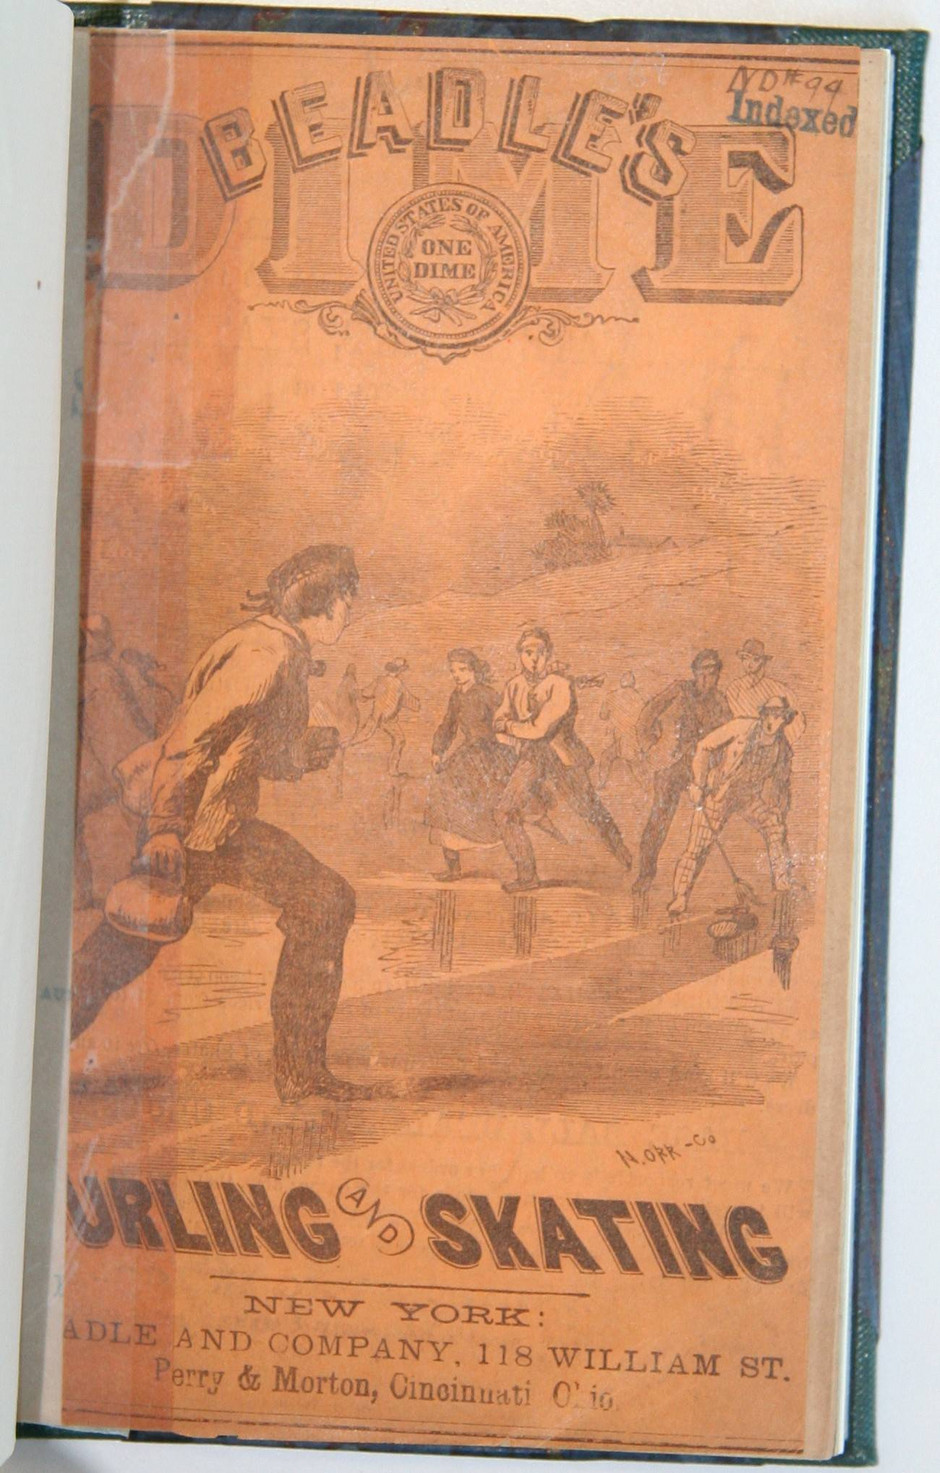 ND #99
Indexed
BEADLE'S
DIME
UNITED STATES OF AMERICA
ONE
DIME
N. ORR - Co
URLING AND SKATING
NEW YORK:
ADLE AND COMPANY, 118 WILLIAM ST.
Perry & Morton, Cincinnati O io